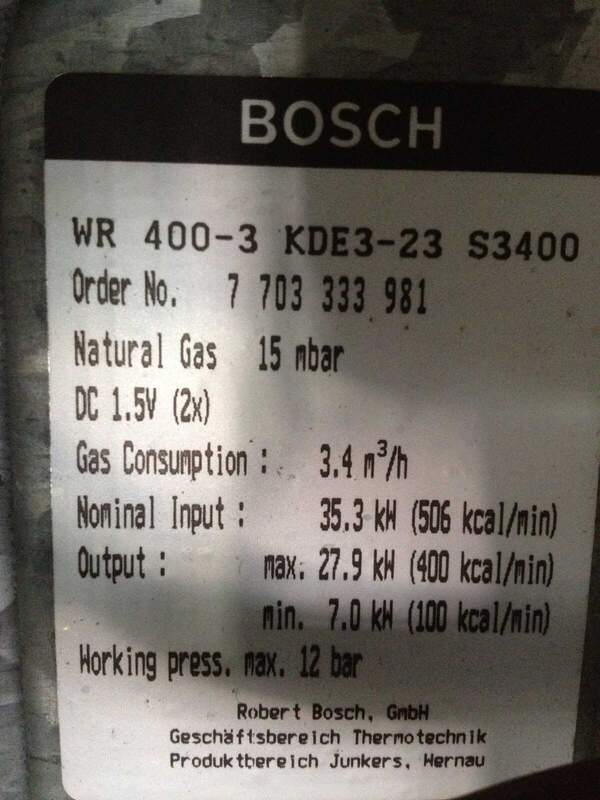 BOSCH
WR 400-3 KDE3-23 S3400
Order No. 7 703 333 981
Natural Gas 15 mbar
DC 1.5V (2x)
Gas Consumption : 3.4 m³/h
Nominal Input : 35.3 kW (506 kcal/min)
Output : max. 27.9 kW (400 kcal/min)
min. 7.0 kW (100 kcal/min)
Working press. max. 12 bar
Robert Bosch, GmbH
Geschäftsbereich Thermotechnik
Produktbereich Junkers, Wernau